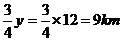 3/4 y = 3/4 × 12 = 9km